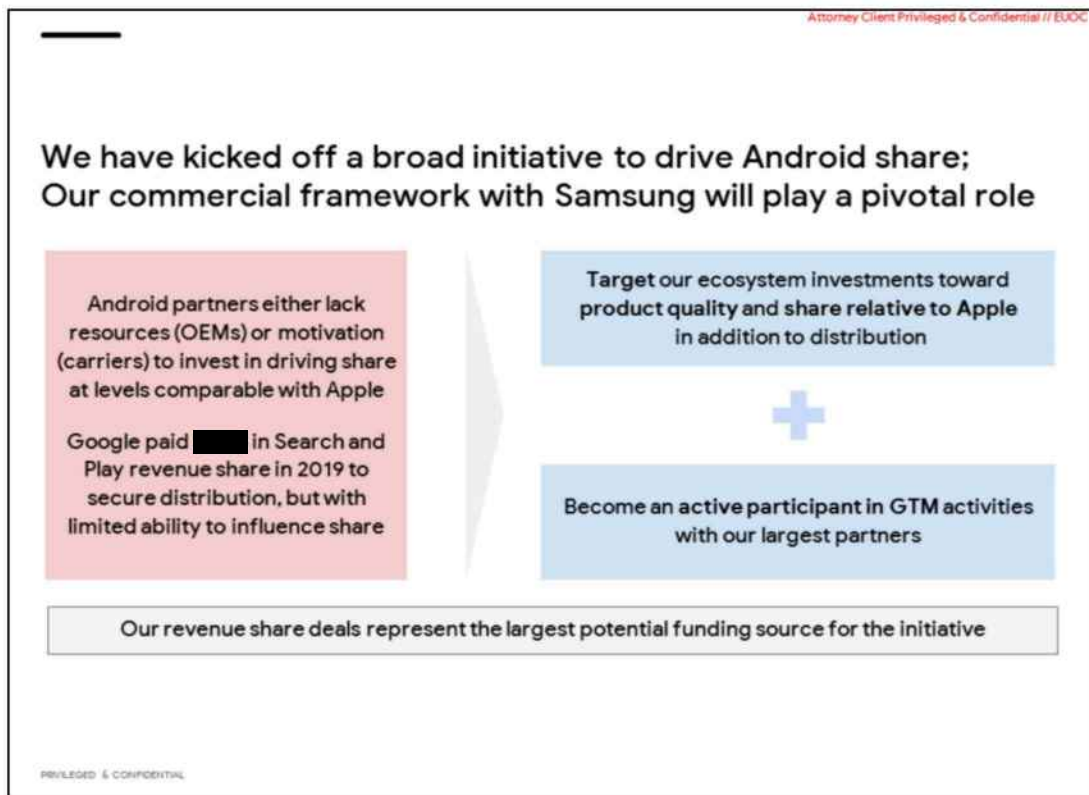 Attorney Client Privileged & Confidential // EUOC
We have kicked off a broad initiative to drive Android share;
Our commercial framework with Samsung will play a pivotal role
Android partners either lack
resources (OEMs) or motivation
(carriers) to invest in driving share
at levels comparable with Apple
Google paid in Search and
Play revenue share in 2019 to
secure distribution, but with
limited ability to influence share
Target our ecosystem investments toward
product quality and share relative to Apple
in addition to distribution
Become an active participant in GTM activities
with our largest partners
Our revenue share deals represent the largest potential funding source for the initiative
PRIVILEGED & CONFIDENTIAL